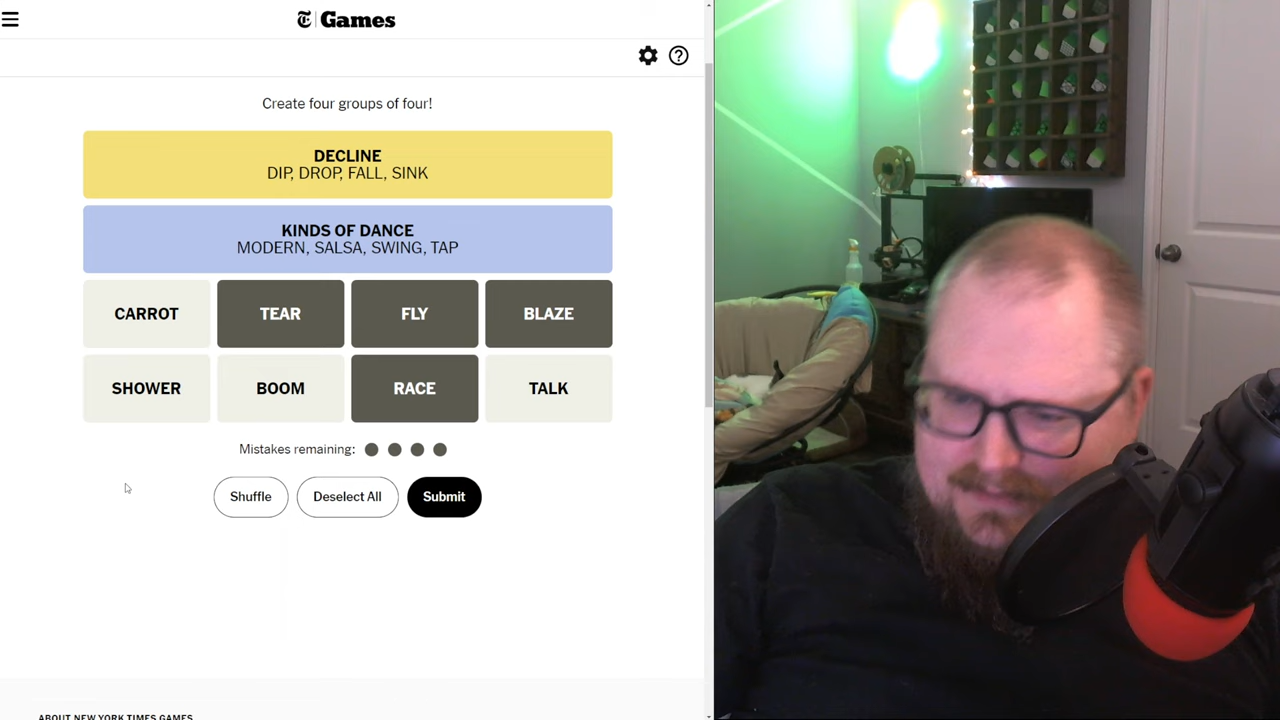 Games
Create four groups of four!
DECLINE
DIP, DROP, FALL, SINK
KINDS OF DANCE
MODERN, SALSA, SWING, TAP
CARROT TEAR FLY BLAZE
SHOWER BOOM RACE TALK
Mistakes remaining:
Shuffle Deselect All Submit
ABOUT NEW YORK TIMES GAMES